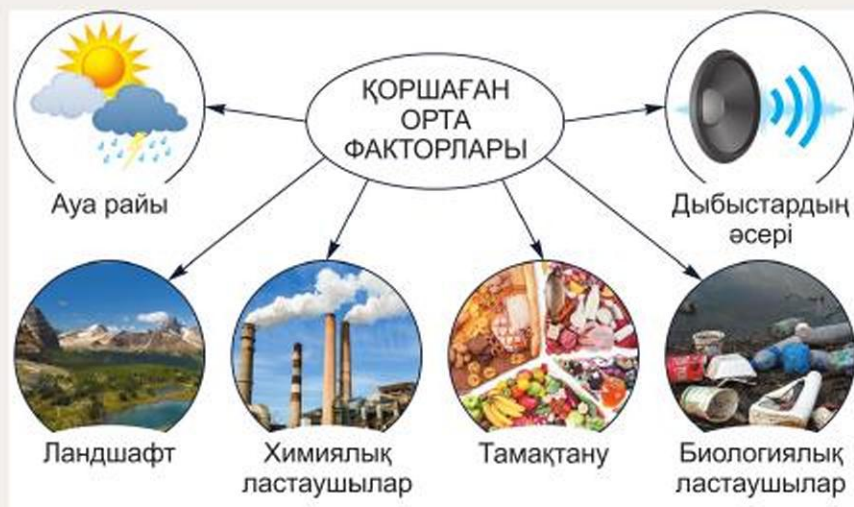 ҚОРШАҒАН
ОРТА
ФАКТОРЛАРЫ
Ауа райы
Дыбыстардың
әсері
Ландшафт
Химиялық
ластаушылар
Тамақтану
Биологиялық
ластаушылар